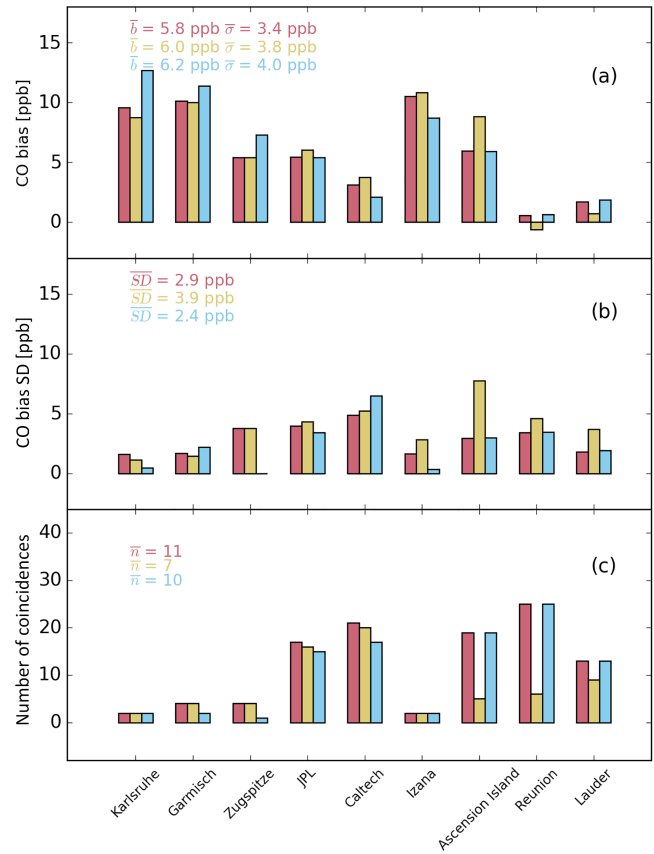 b̅ = 5.8 ppb σ̅ = 3.4 ppb
b̅ = 6.0 ppb σ̅ = 3.8 ppb
b̅ = 6.2 ppb σ̅ = 4.0 ppb
(a)
CO bias [ppb]
15
10
5
0
S̅D̅ = 2.9 ppb
S̅D̅ = 3.9 ppb
S̅D̅ = 2.4 ppb
(b)
CO bias SD [ppb]
15
10
5
0
n̅ = 11
n̅ = 7
n̅ = 10
(c)
Number of coincidences
40
30
20
10
0
Karlsruhe
Garmisch
Zugspitze
JPL
Caltech
Izana
Ascension Island
Reunion
Lauder